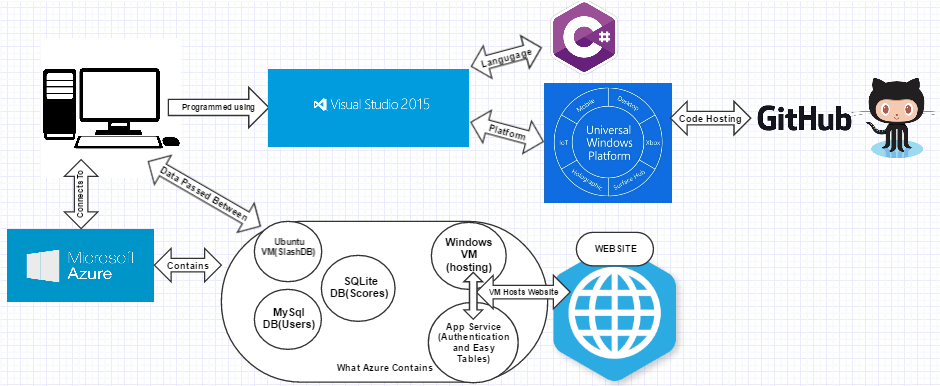 C#
Langugage
Programmed using
Visual Studio 2015
Platform
Mobile
Desktop
IoT
Universal
Windows
Platform
Xbox
Holographic
Surface Hub
Code Hosting
GitHub
Connects To
Data Passed Between
Microsoft
Azure
Contains
Ubuntu
VM(SlashDB)
SQLite
DB(Scores)
MySql
DB(Users)
Windows
VM
(hosting)
App Service
(Authentication
and Easy
Tables)
What Azure Contains
VM Hosts Website
WEBSITE